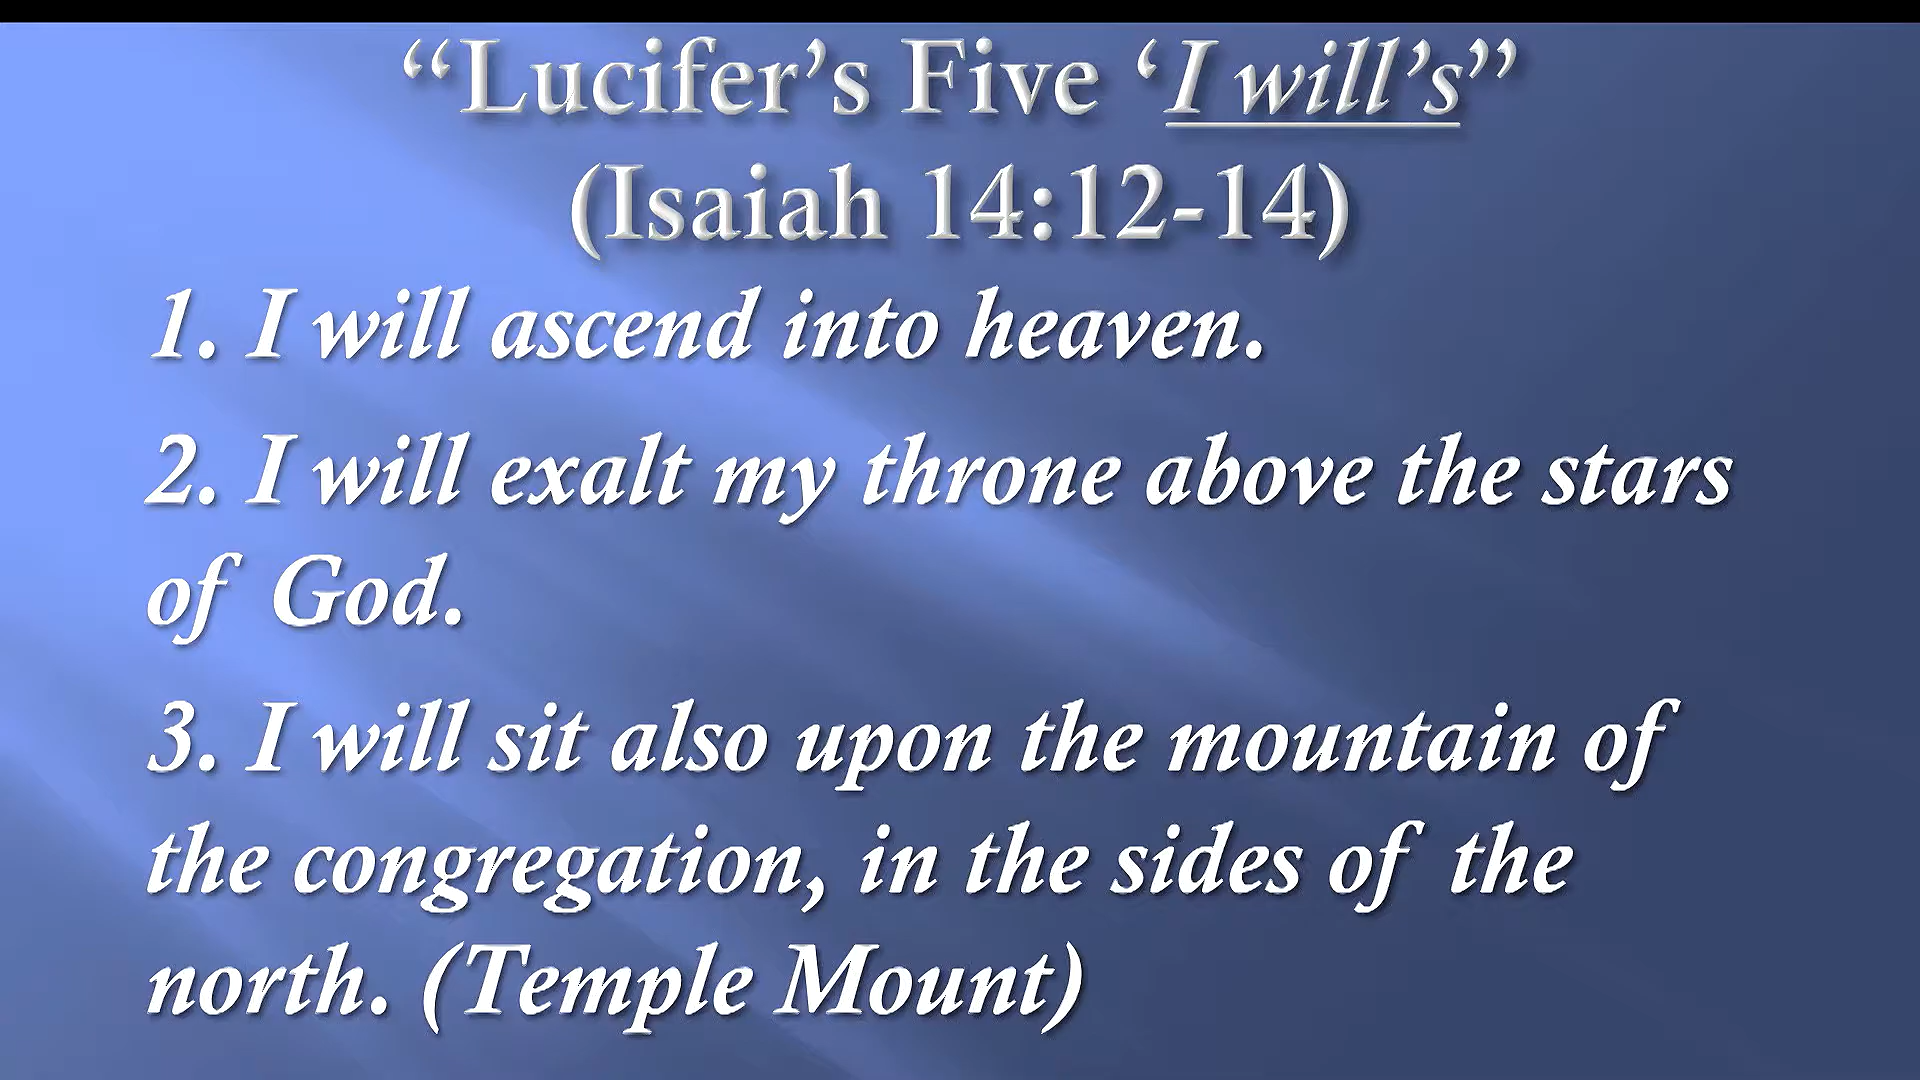 “Lucifer’s Five ‘I will’s”
(Isaiah 14:12-14)
1. I will ascend into heaven.
2. I will exalt my throne above the stars
of God.
3. I will sit also upon the mountain of
the congregation, in the sides of the
north. (Temple Mount)